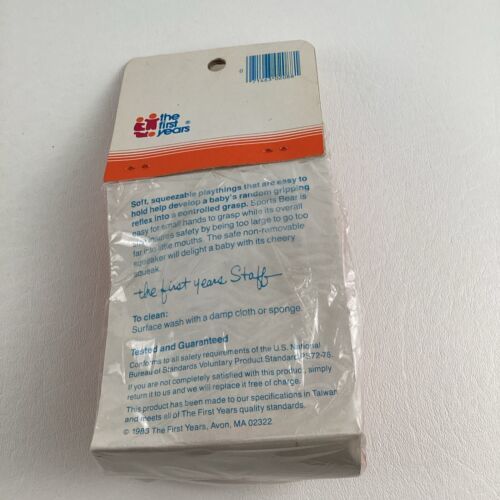 the
first
years ®
Soft, squeezable playthings that are easy to
hold help develop a baby's random gripping
reflex into a controlled grasp. Sports Bear is
easy for small hands to grasp while its overall
ensures safety by being too large to go too
far into little mouths. The safe non-removable
squeaker will delight a baby with its cheery
squeak.
the first years Staff
To clean:
Surface wash with a damp cloth or sponge.
Tested and Guaranteed
Conforms to all safety requirements of the U.S. National
Bureau of Standards Voluntary Product Standard PS72-76.
If you are not completely satisfied with this product, simply
return it to us and we will replace it free of charge.
This product has been made to our specifications in Taiwan
and meets all of The First Years quality standards.
© The First Years, Avon, MA 02322.